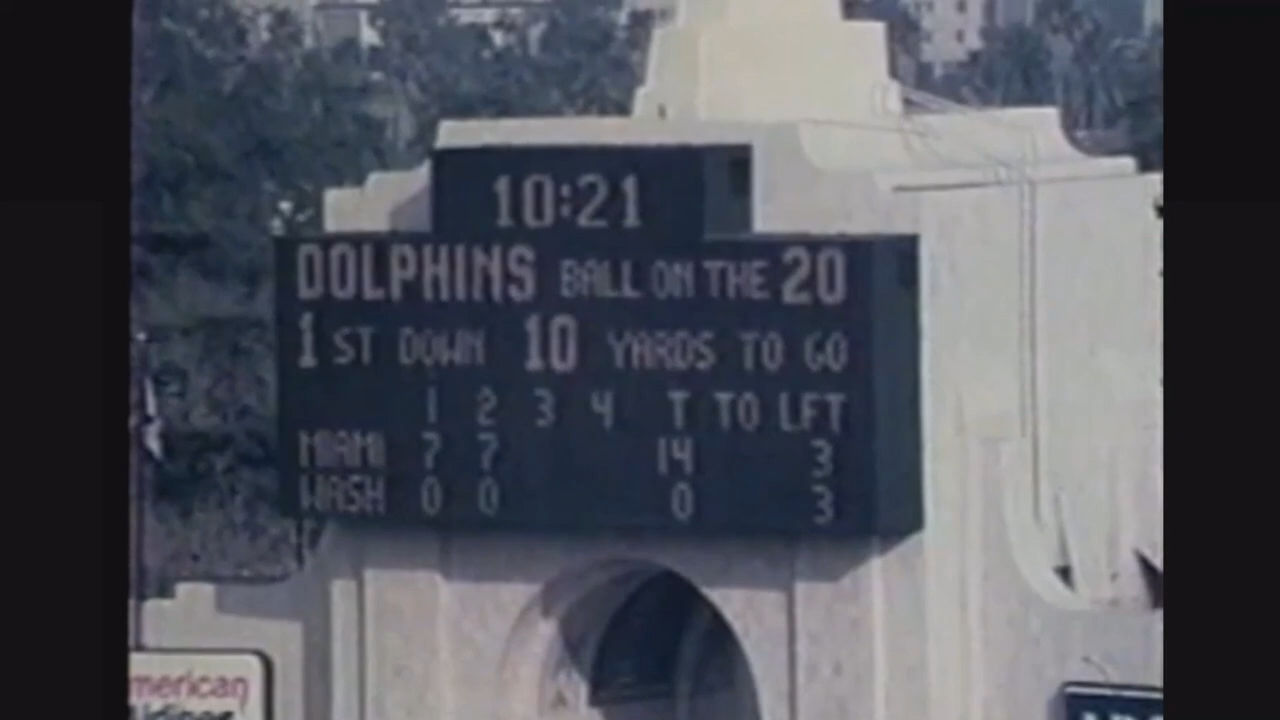 10:21
DOLPHINS BALL ON THE 20
1 ST DOWN 10 YARDS TO GO
1 2 3 4 T TO LFT
MIAMI 7 7 14 3
WASH 0 0 0 3
merican